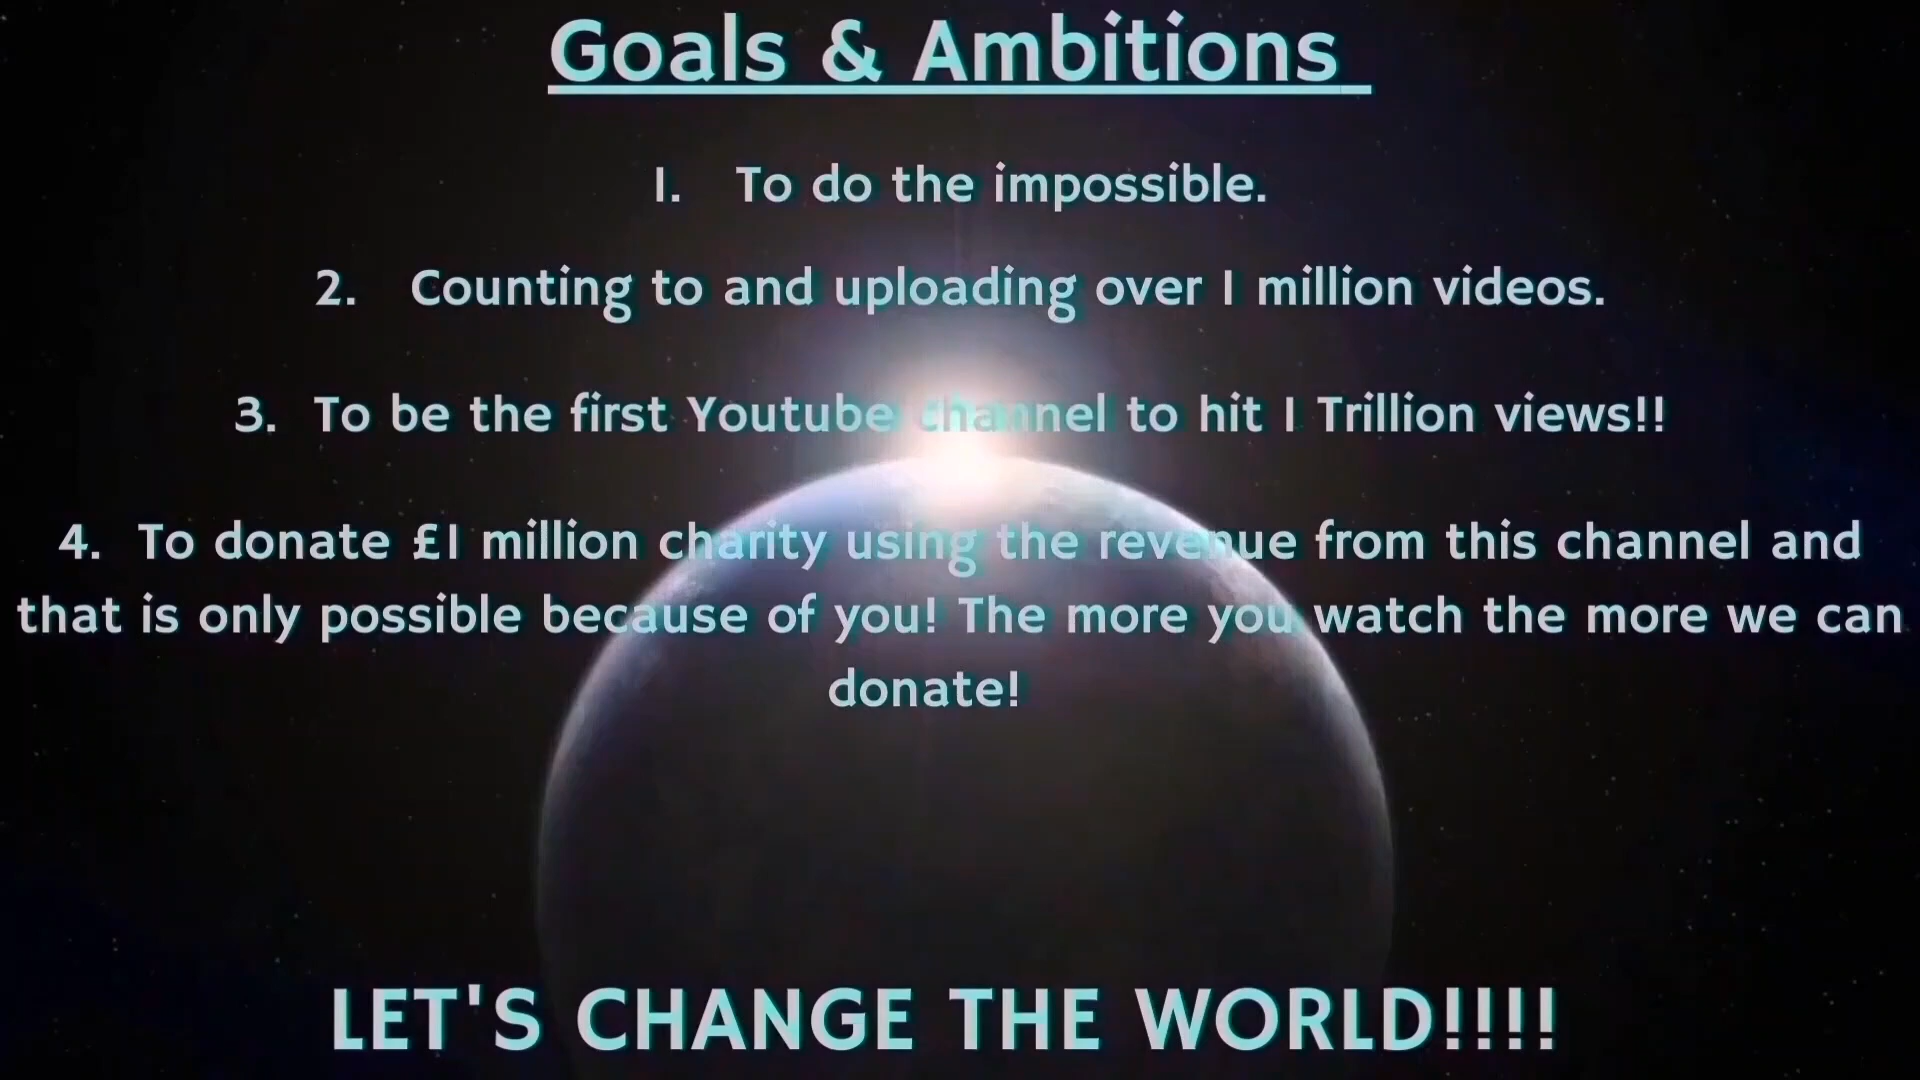 Goals & Ambitions
1. To do the impossible.
2. Counting to and uploading over 1 million videos.
3. To be the first Youtube channel to hit 1 Trillion views!!
4. To donate £1 million charity using the revenue from this channel and
that is only possible because of you! The more you watch the more we can
donate!
LET'S CHANGE THE WORLD!!!!